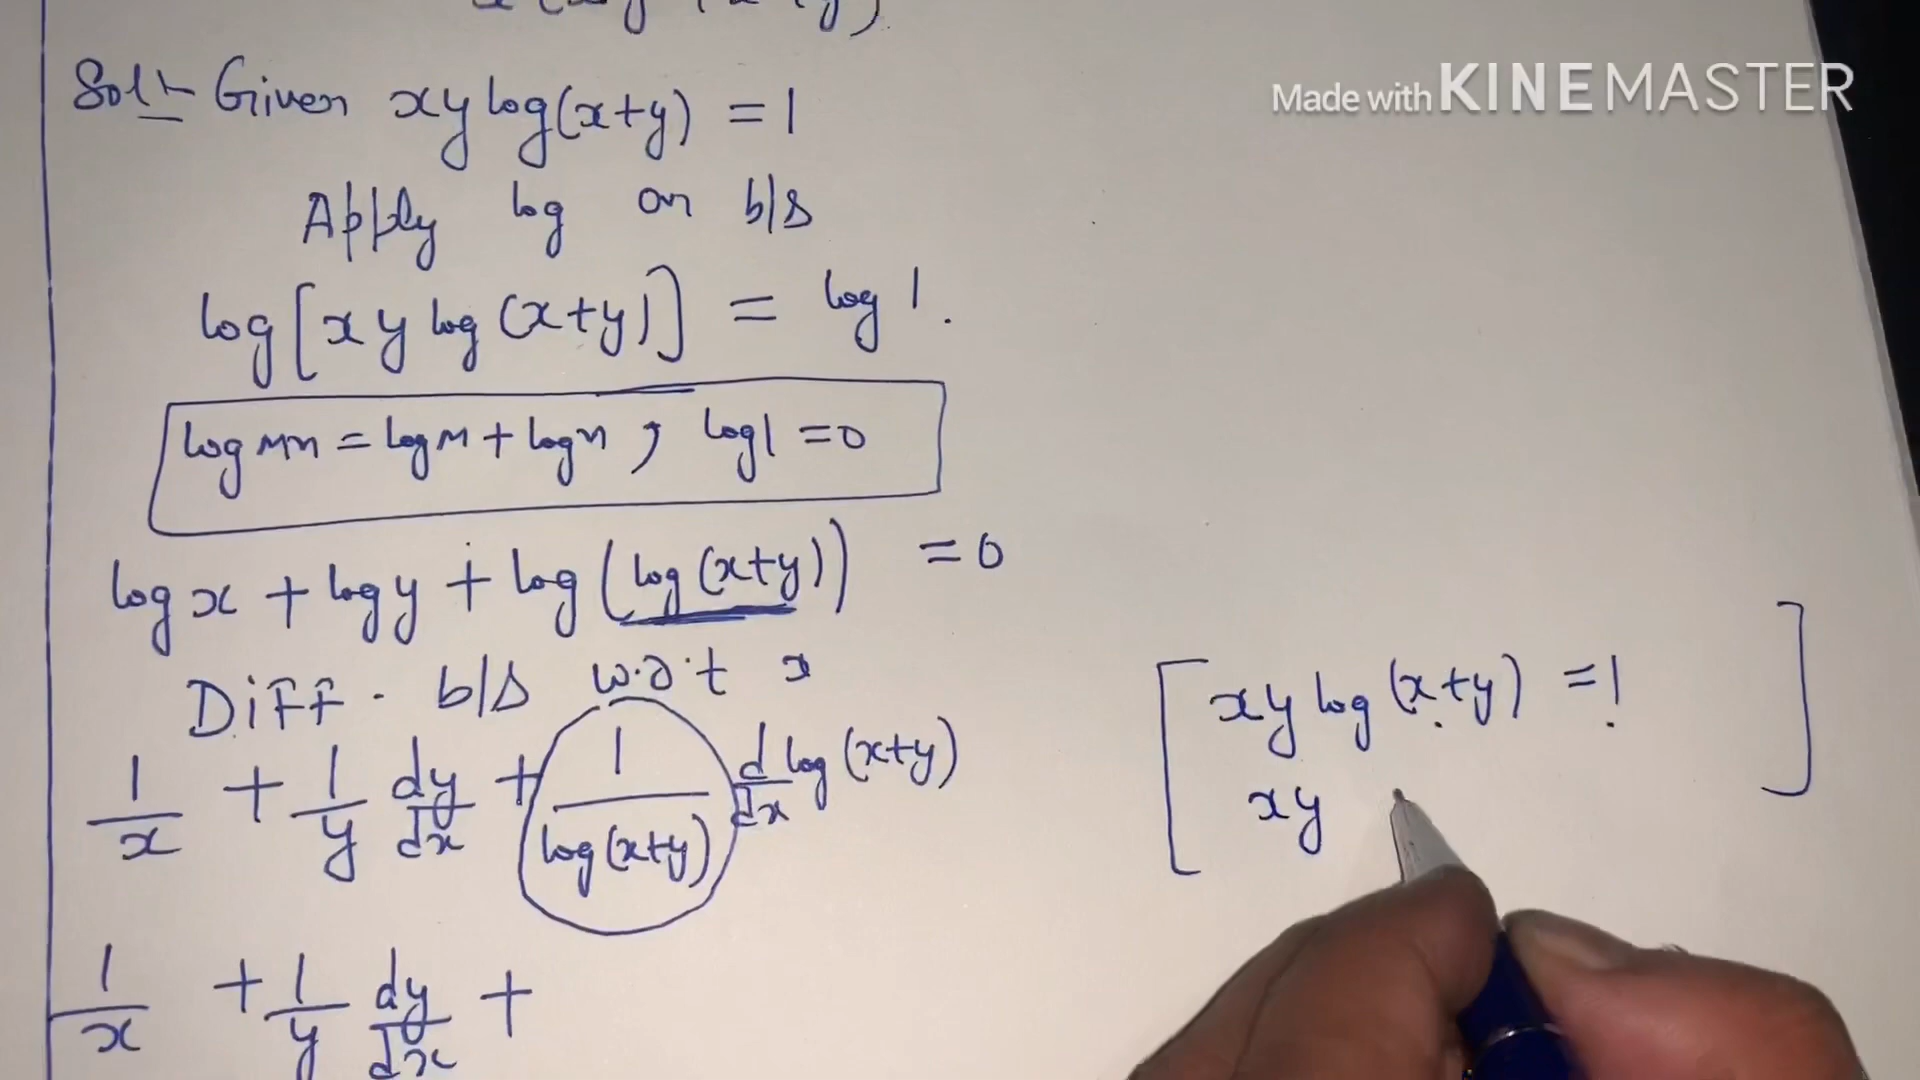 Made with KINEMASTER
Sol:- Given xy log(x+y) = 1
Apply log on b/s
log[xy log(x+y)] = log 1.
log mn = log m + log n , log 1 = 0
log x + log y + log(log(x+y)) = 0
Diff. b/s w.r.t x
1/x + 1/y dy/dx + 1/log(x+y) d/dx log(x+y)
1/x + 1/y dy/dx +
[xy log(x+y) = 1
xy ]